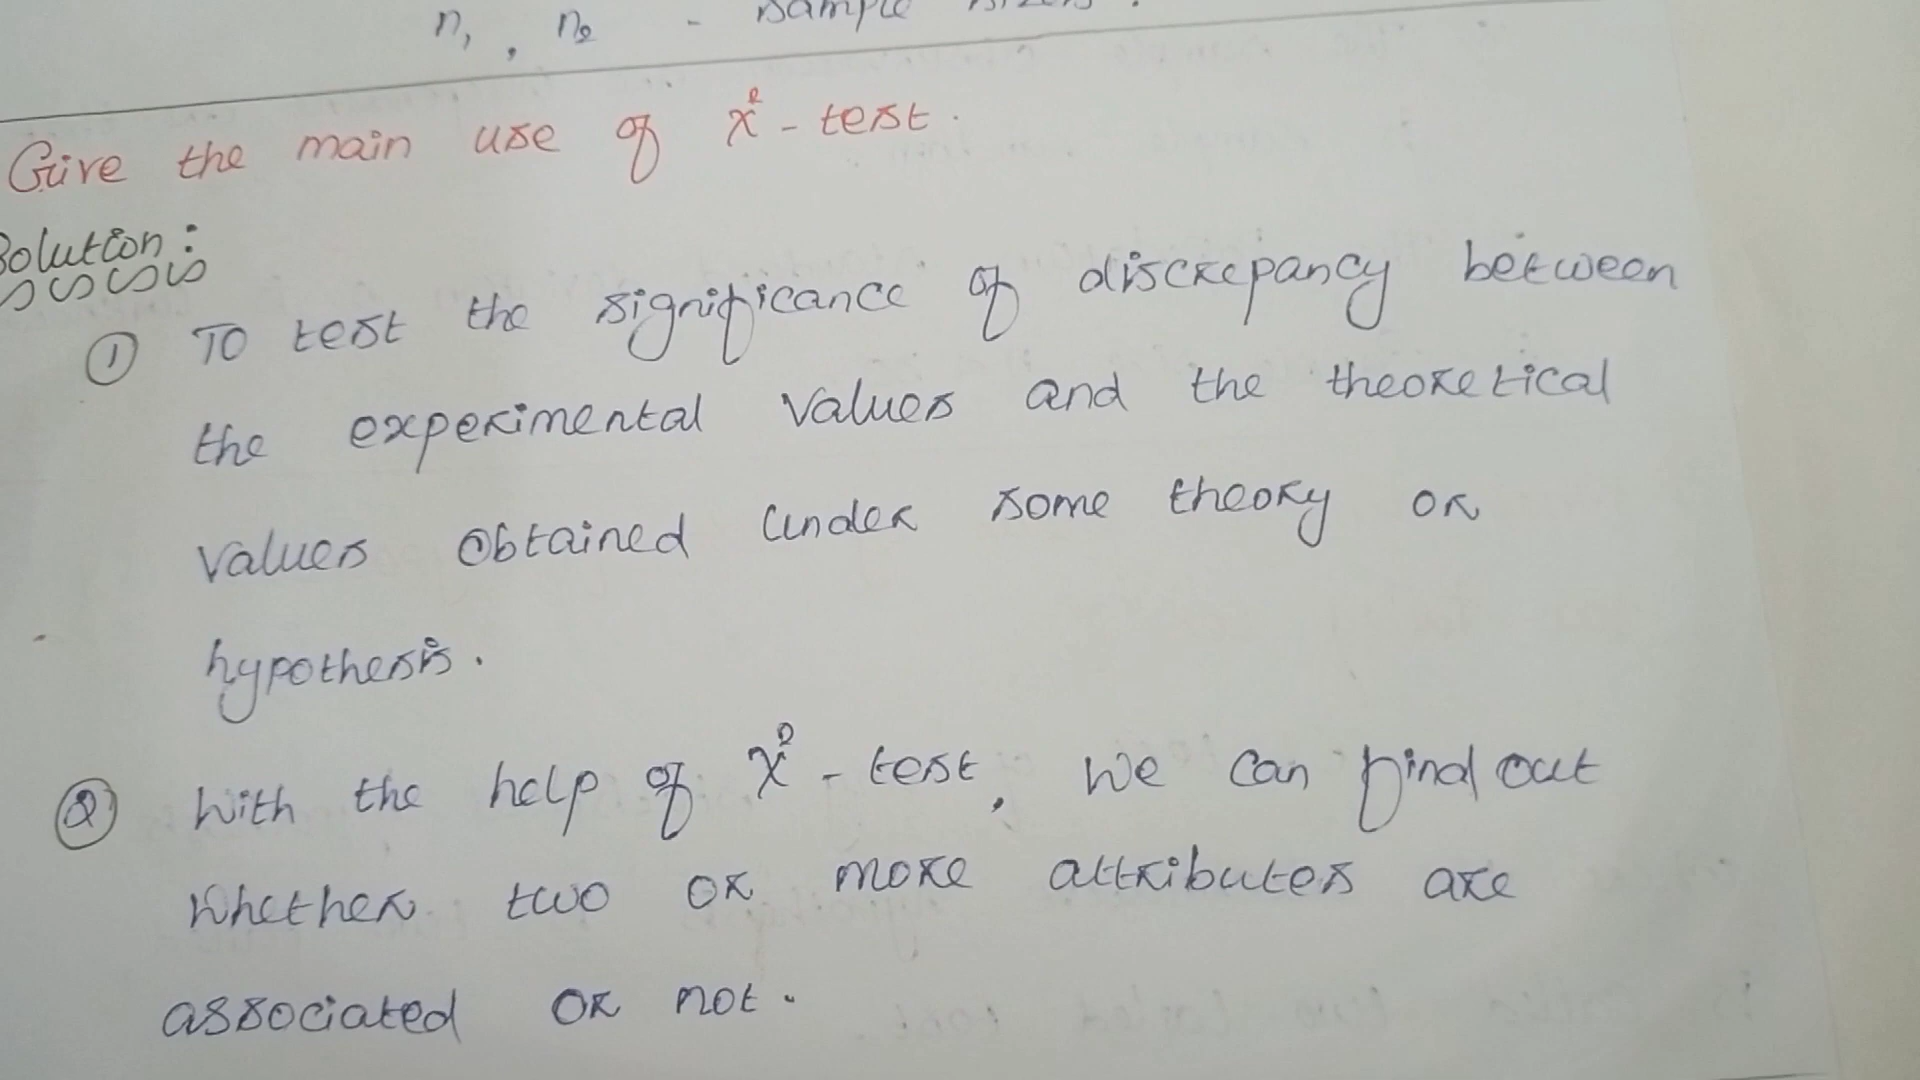 n₁, n₂ - sample sizes.
Give the main use of χ² - test.
Solution:
① To test the significance of discrepancy between
the experimental values and the theoretical
values obtained under some theory or
hypothesis.
② With the help of χ² - test, we can find out
whether two or more attributes are
associated or not.